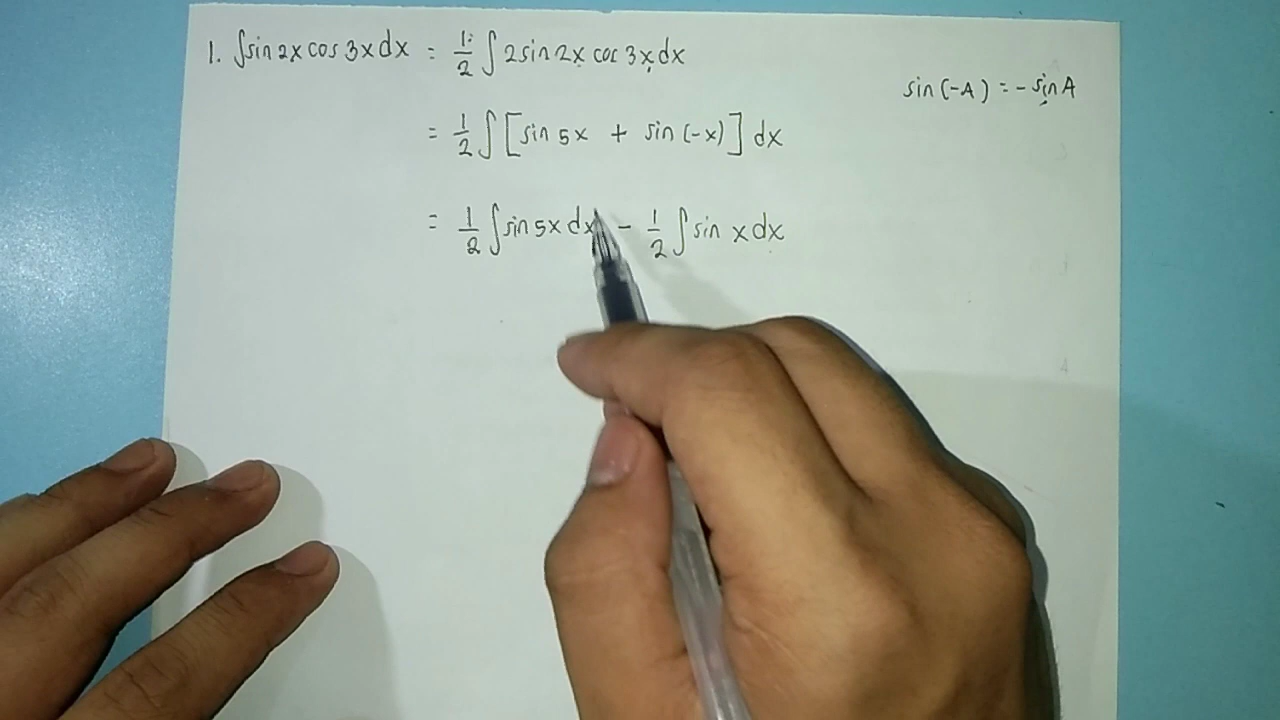 1. ∫sin 2x cos 3x dx = 1/2 ∫ 2 sin 2x cos 3x dx
sin (-A) = - sin A
= 1/2 ∫ [sin 5x + sin (-x)] dx
= 1/2 ∫ sin 5x dx - 1/2 ∫ sin x dx